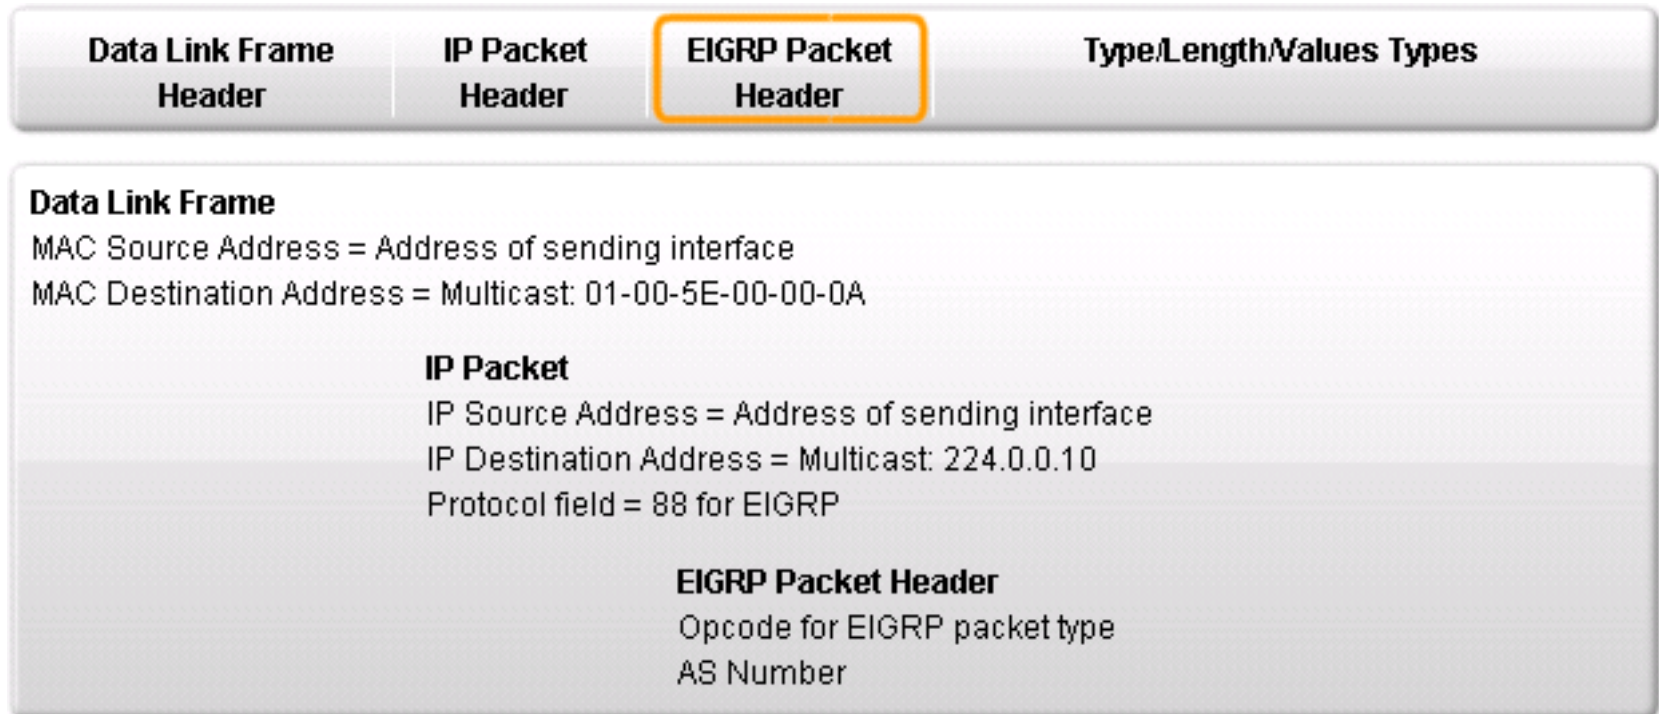 Data Link Frame Header
IP Packet Header
EIGRP Packet Header
Type/Length/Values Types
Data Link Frame
MAC Source Address = Address of sending interface
MAC Destination Address = Multicast: 01-00-5E-00-00-0A
IP Packet
IP Source Address = Address of sending interface
IP Destination Address = Multicast: 224.0.0.10
Protocol field = 88 for EIGRP
EIGRP Packet Header
Opcode for EIGRP packet type
AS Number